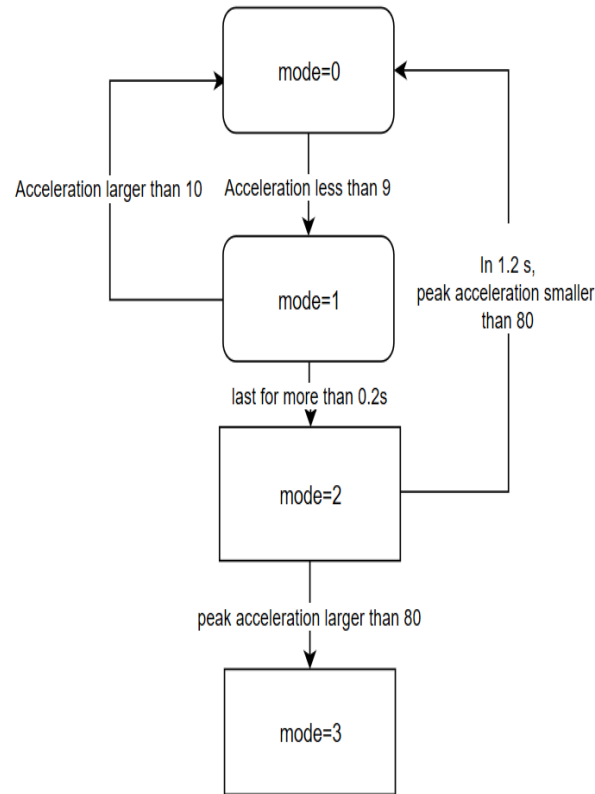 mode=0
Acceleration larger than 10
Acceleration less than 9
In 1.2 s,
peak acceleration smaller
than 80
mode=1
last for more than 0.2s
mode=2
peak acceleration larger than 80
mode=3